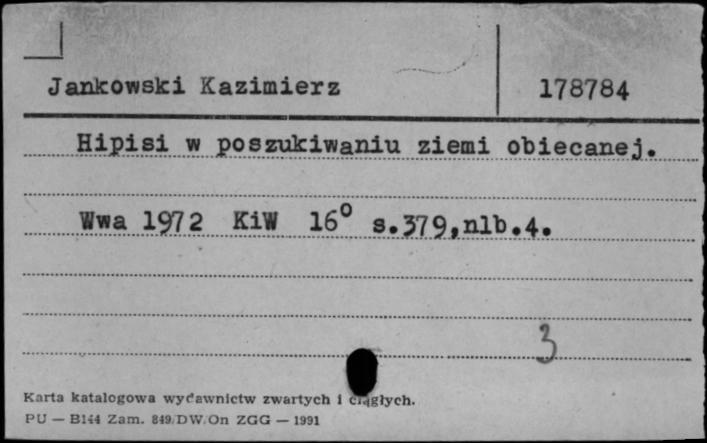 Jankowski Kazimierz 178784
Hipisi w poszukiwaniu ziemi obiecanej.
Wwa 1972 KiW 16° s.379,nlb.4.
3
Karta katalogowa wydawnictw zwartych i ciągłych.
PU — B144 Zam. 849/DW/On ZGG — 1991